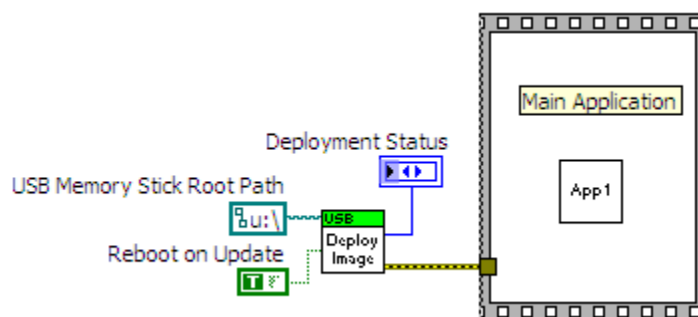 Main Application
Deployment Status
USB Memory Stick Root Path
u:\
USB
Deploy
Image
App1
Reboot on Update
T F